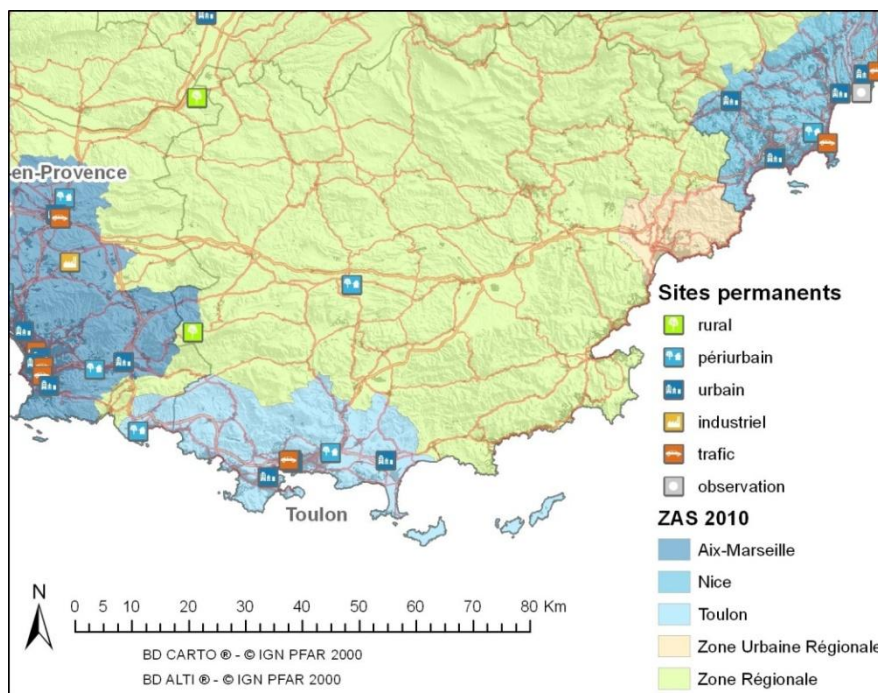 en-Provence
Toulon
Sites permanents
rural
périurbain
urbain
industriel
trafic
observation
ZAS 2010
Aix-Marseille
Nice
Toulon
Zone Urbaine Régionale
Zone Régionale
N
0 5 10 20 30 40 50 60 70 80 Km
BD CARTO ® - © IGN PFAR 2000
BD ALTI ® - © IGN PFAR 2000